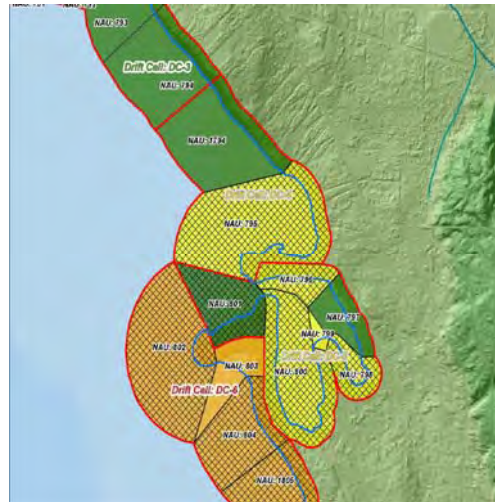 NAU: 793
Drift Cell: DC-3
NAU: 794
NAU: 1794
NAU: 795
NAU: 796
NAU: 801
NAU: 797
NAU: 799
NAU: 802
NAU: 803
NAU: 800
NAU: 798
Drift Cell: DC-6
NAU: 804
NAU: 1805